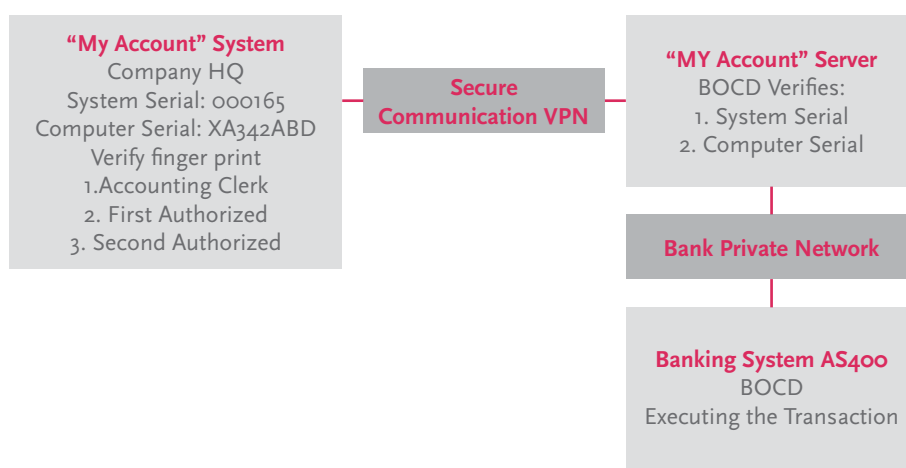 “My Account” System
Company HQ
System Serial: 000165
Computer Serial: XA342ABD
Verify finger print
1.Accounting Clerk
2. First Authorized
3. Second Authorized
Secure
Communication VPN
“MY Account” Server
BOCD Verifies:
1. System Serial
2. Computer Serial
Bank Private Network
Banking System AS400
BOCD
Executing the Transaction